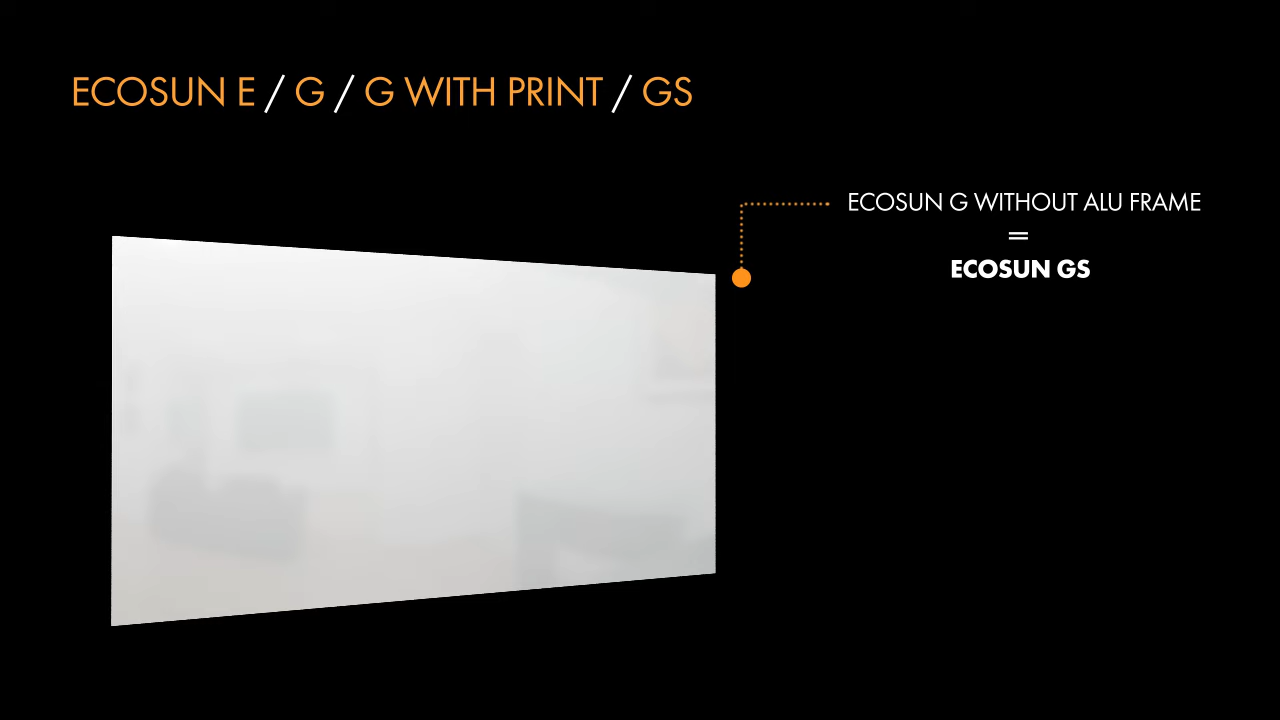 ECOSUN E / G / G WITH PRINT / GS
ECOSUN G WITHOUT ALU FRAME
=
ECOSUN GS